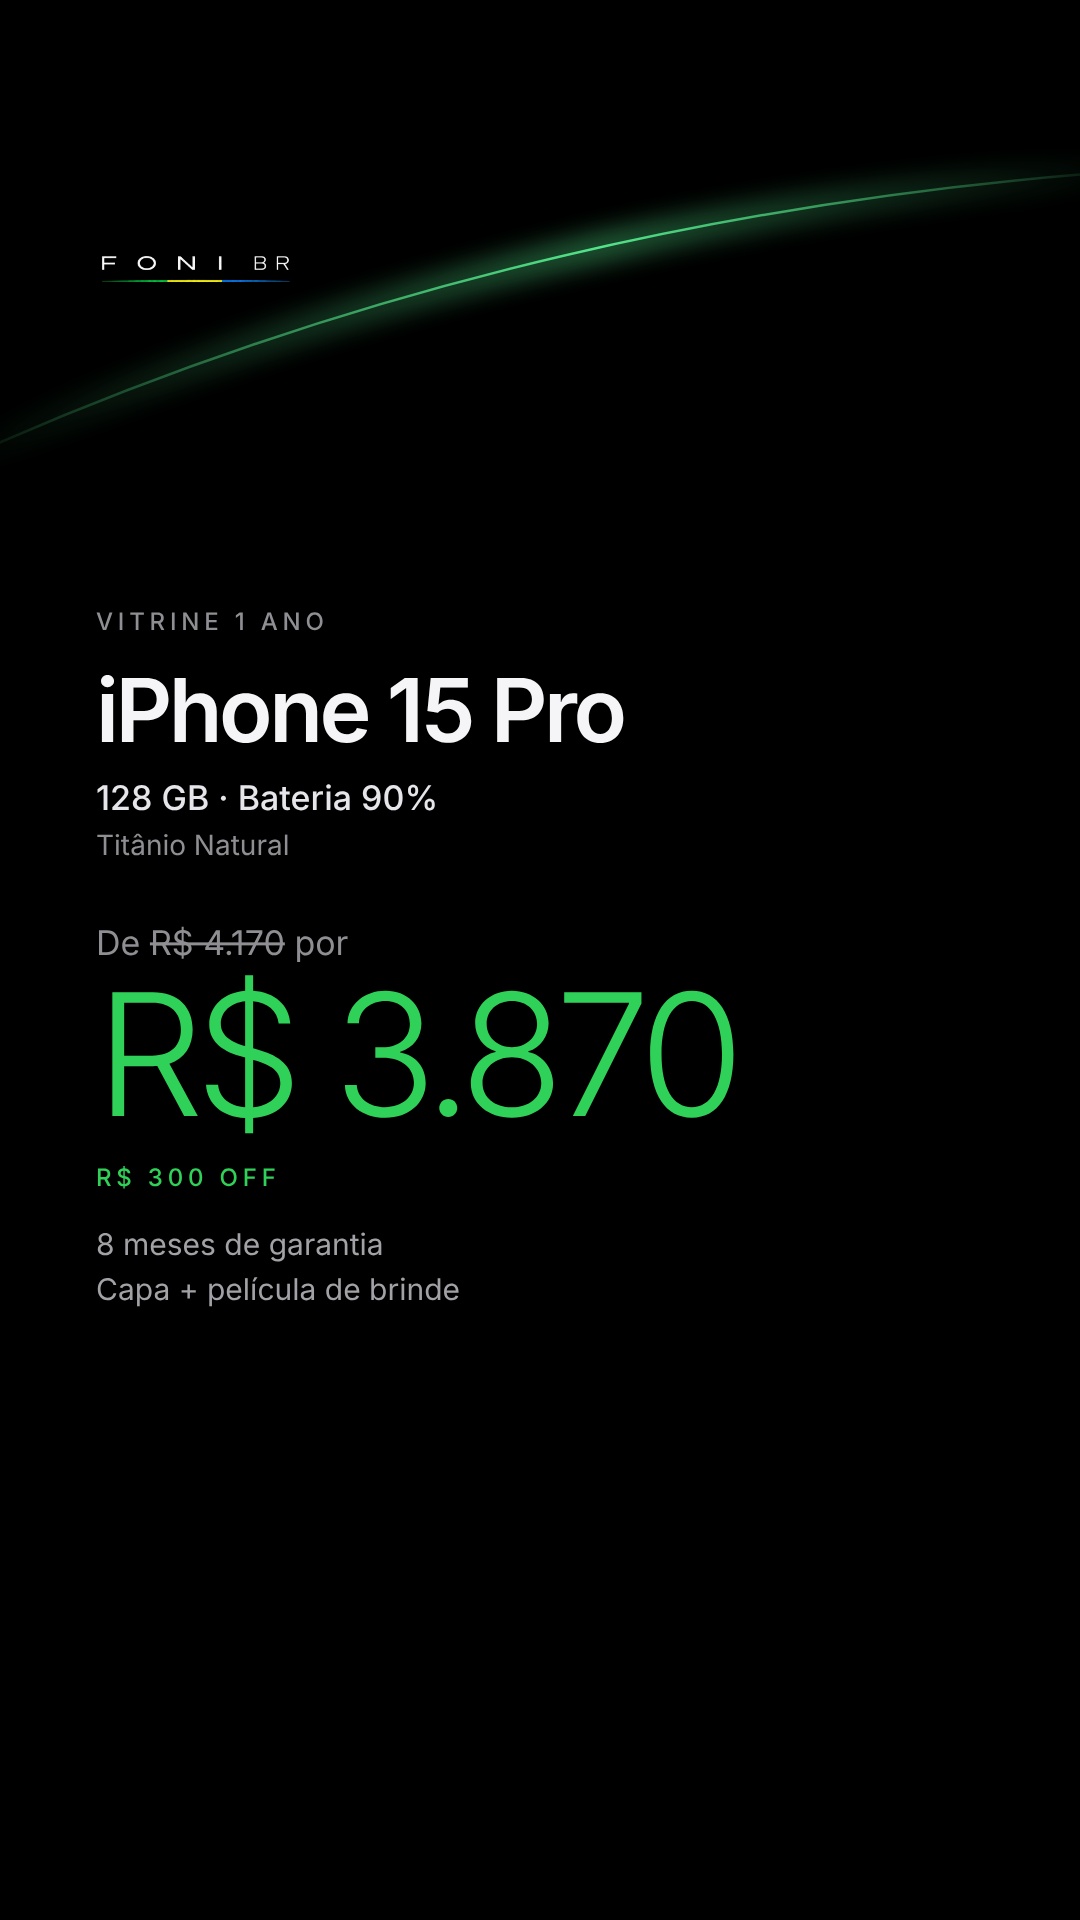 FONI BR
VITRINE 1 ANO
iPhone 15 Pro
128 GB · Bateria 90%
Titânio Natural
De R$ 4.170 por
R$ 3.870
R$ 300 OFF
8 meses de garantia
Capa + película de brinde